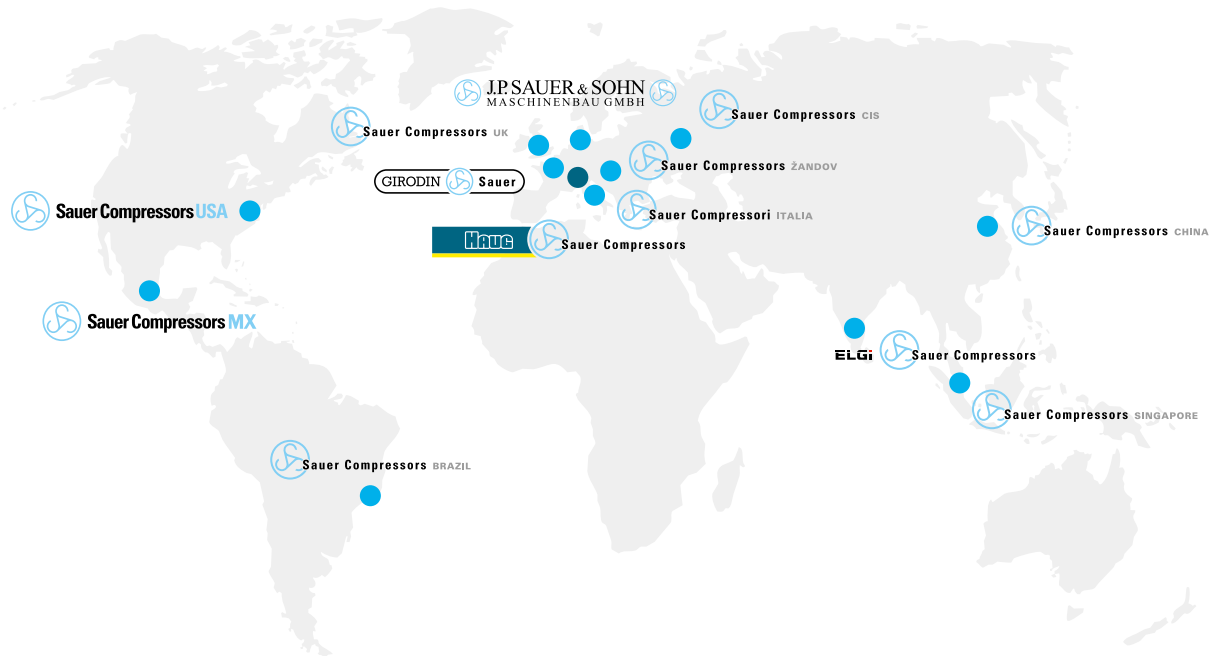 J.P. SAUER & SOHN
MASCHINENBAU GMBH
Sauer Compressors CIS
Sauer Compressors UK
Sauer Compressors ŽANDOV
GIRODIN Sauer
Sauer Compressors USA
Sauer Compressori ITALIA
Sauer Compressors CHINA
HAUG Sauer Compressors
Sauer Compressors MX
ELGi Sauer Compressors
Sauer Compressors SINGAPORE
Sauer Compressors BRAZIL